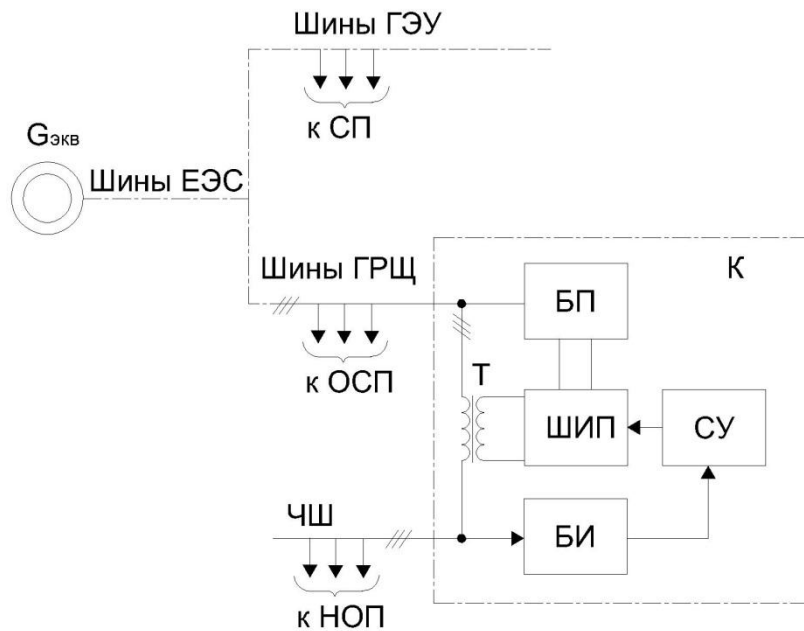 Шины ГЭУ
к СП
Gэкв
Шины ЕЭС
Шины ГРЩ
К
БП
к ОСП
Т
ШИП
СУ
ЧШ
БИ
к НОП